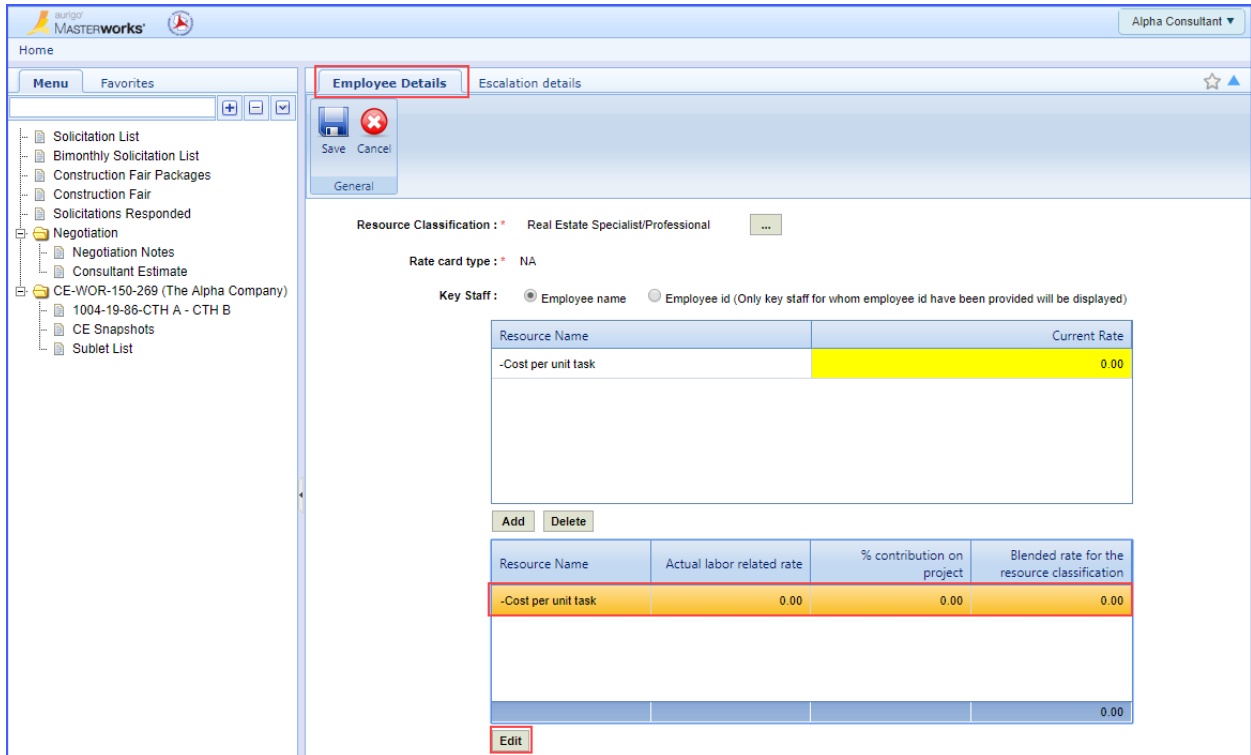 aurigo
MASTERworks'
Alpha Consultant ▼
Home
Menu Favorites
Employee Details Escalation details
Save Cancel
General
Solicitation List
Bimonthly Solicitation List
Construction Fair Packages
Construction Fair
Solicitations Responded
Negotiation
Negotiation Notes
Consultant Estimate
CE-WOR-150-269 (The Alpha Company)
1004-19-86-CTH A - CTH B
CE Snapshots
Sublet List
Resource Classification : * Real Estate Specialist/Professional ...
Rate card type : * NA
Key Staff : Employee name Employee id (Only key staff for whom employee id have been provided will be displayed)
Resource Name Current Rate
-Cost per unit task 0.00
Add Delete
Resource Name Actual labor related rate % contribution on
project Blended rate for the
resource classification
-Cost per unit task 0.00 0.00 0.00
0.00
Edit